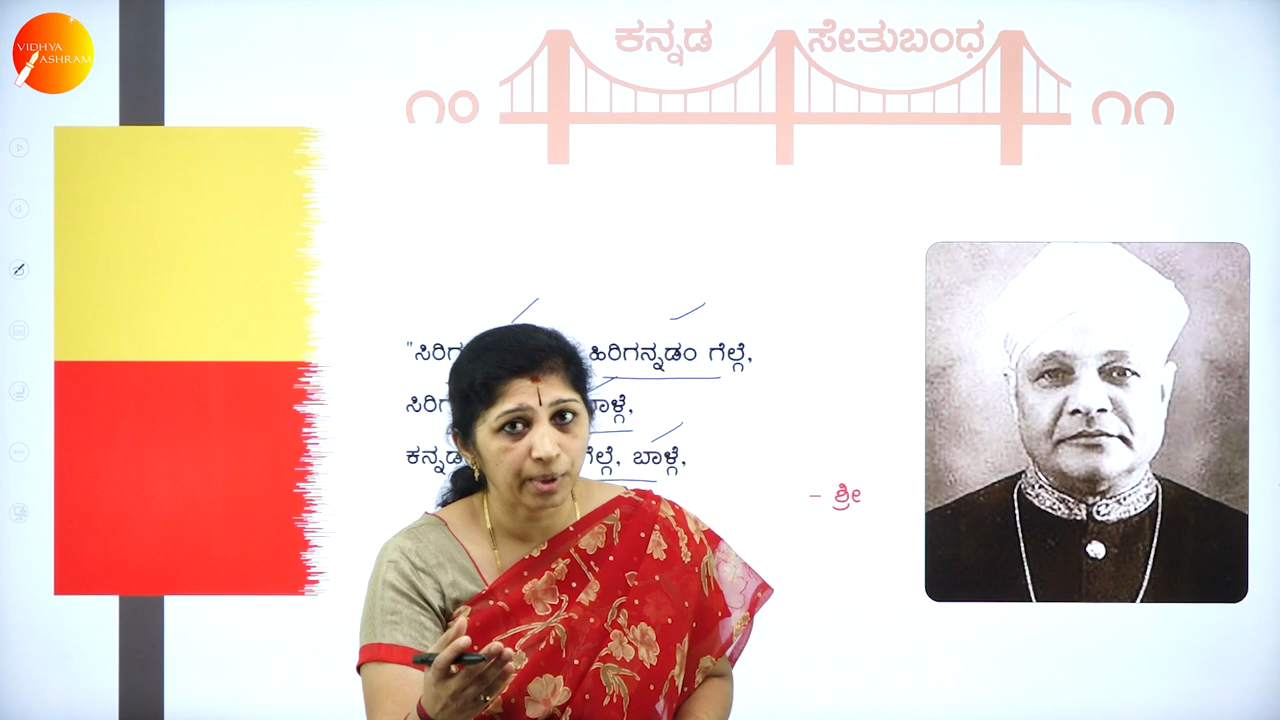 VIDHYA
ASHRAM
ಕನ್ನಡ ಸೇತುಬಂಧ
೧೦ ೧೧
"ಸಿರಿಗ ಹಿರಿಗನ್ನಡಂ ಗೆಲ್ಗೆ,
ಸಿರಿಗ ಬಾಳ್ಗೆ,
ಕನ್ನಡ ಗೆಲ್ಗೆ, ಬಾಳ್ಗೆ,
– ಶ್ರೀ